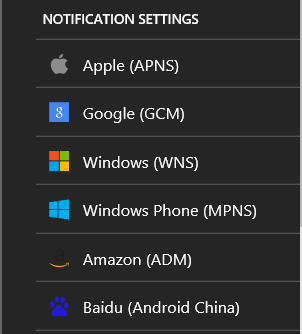 NOTIFICATION SETTINGS
Apple (APNS)
Google (GCM)
Windows (WNS)
Windows Phone (MPNS)
Amazon (ADM)
Baidu (Android China)